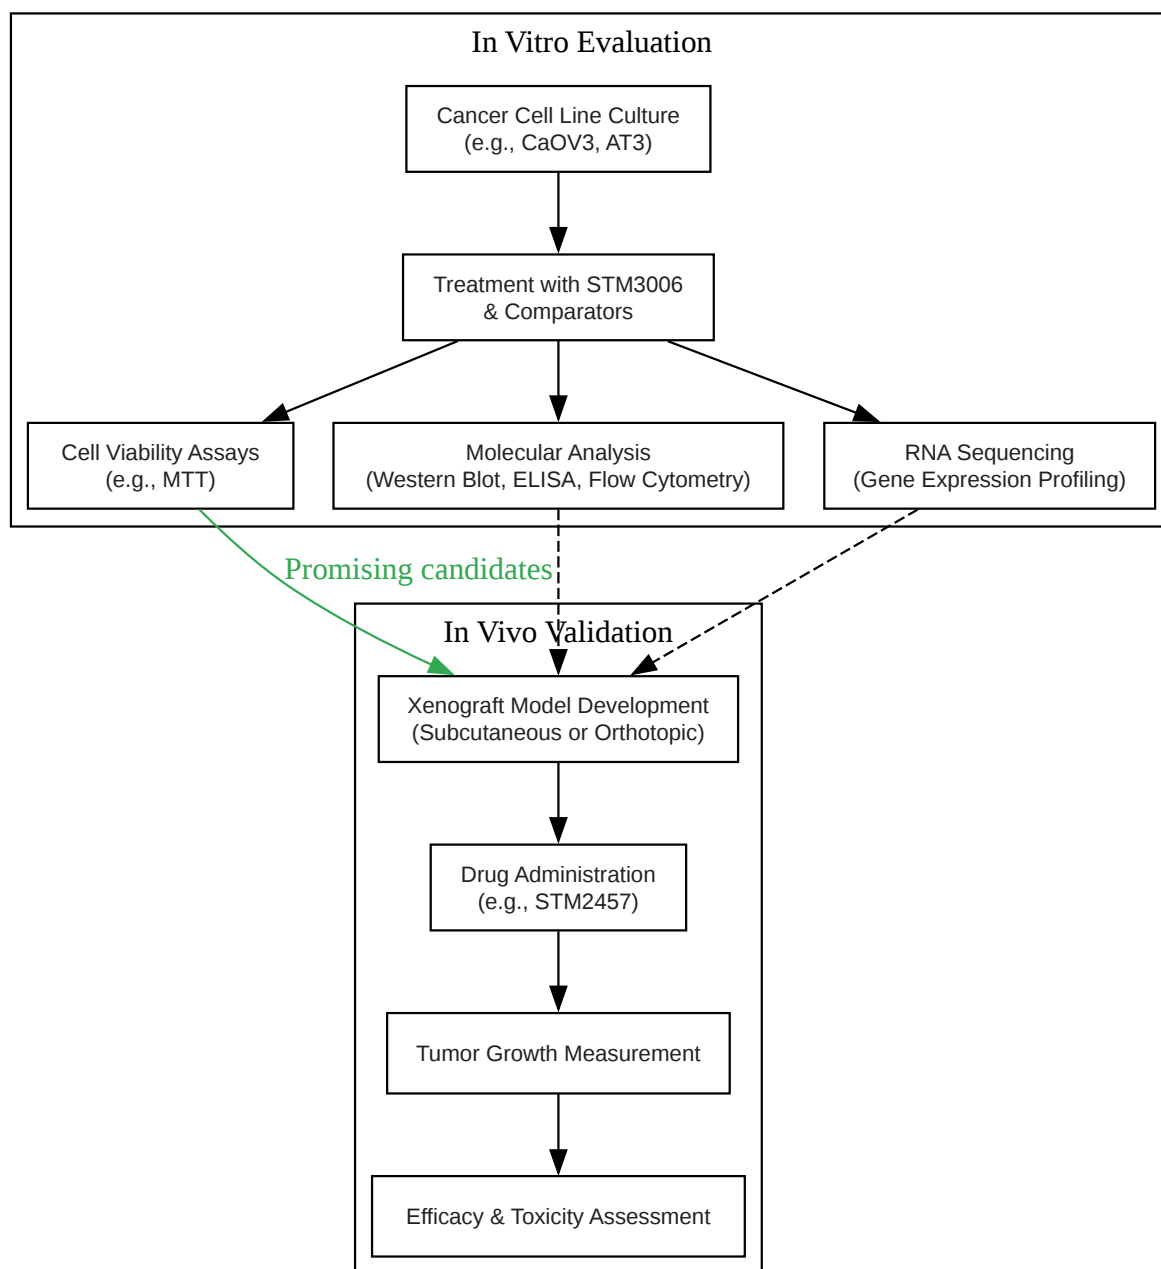 In Vitro Evaluation
Cancer Cell Line Culture
(e.g., CaOV3, AT3)
Treatment with STM3006
& Comparators
Cell Viability Assays
(e.g., MTT)
Molecular Analysis
(Western Blot, ELISA, Flow Cytometry)
RNA Sequencing
(Gene Expression Profiling)
Promising candidates
In Vivo Validation
Xenograft Model Development
(Subcutaneous or Orthotopic)
Drug Administration
(e.g., STM2457)
Tumor Growth Measurement
Efficacy & Toxicity Assessment